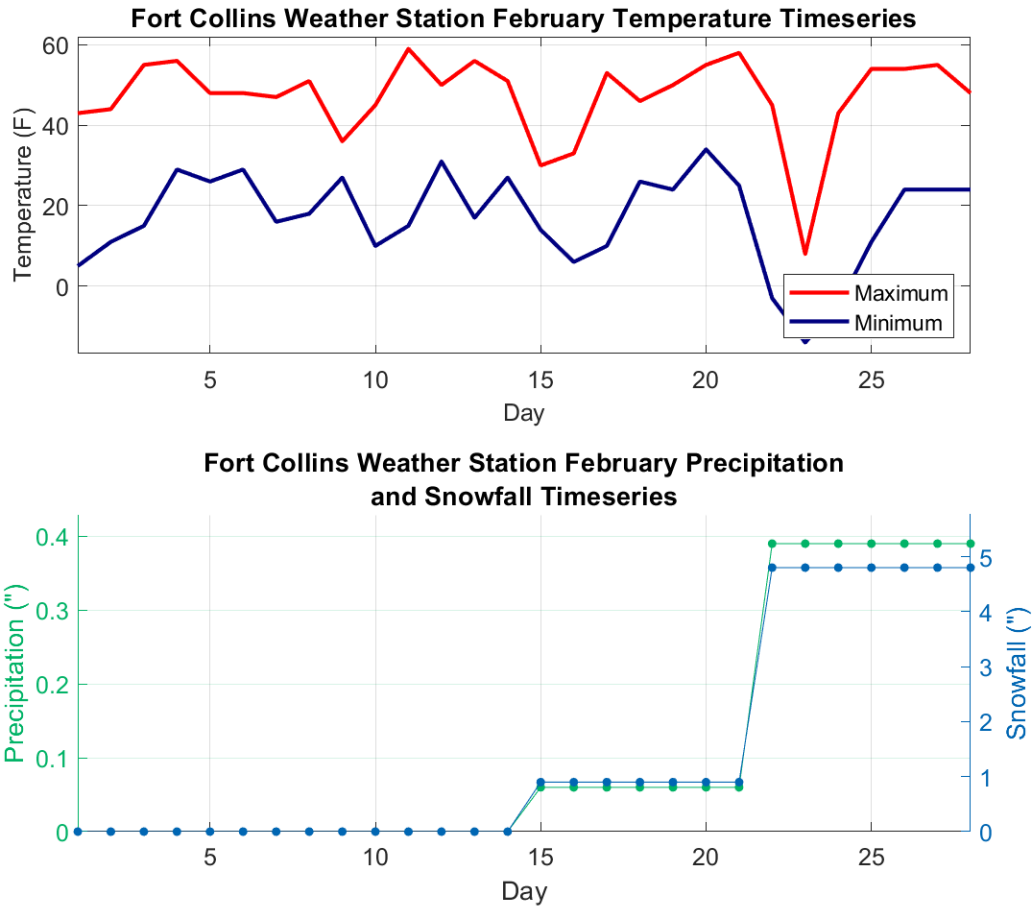 Fort Collins Weather Station February Temperature Timeseries
Temperature (F)
60
40
20
0
Maximum
Minimum
5 10 15 20 25
Day
Fort Collins Weather Station February Precipitation
and Snowfall Timeseries
Precipitation (")
0.4
0.3
0.2
0.1
0
5
4
3
2
1
0
Snowfall (")
5 10 15 20 25
Day